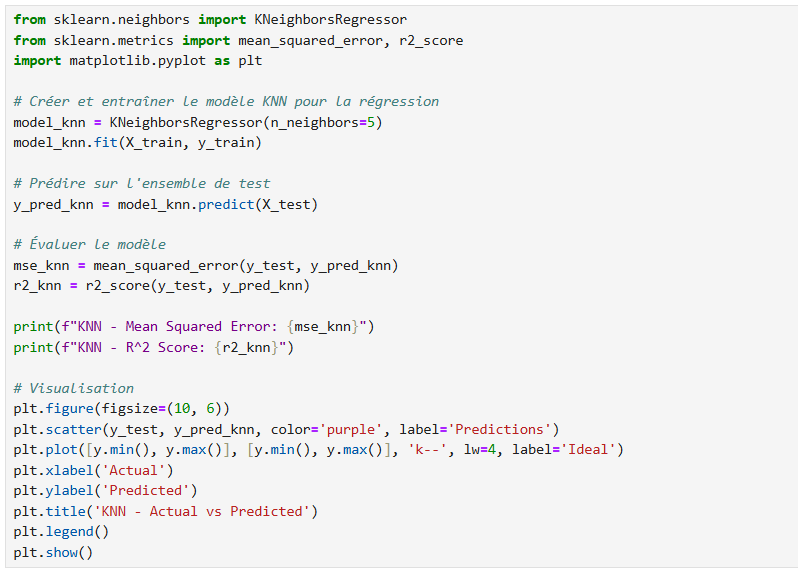 from sklearn.neighbors import KNeighborsRegressor
from sklearn.metrics import mean_squared_error, r2_score
import matplotlib.pyplot as plt

# Créer et entraîner le modèle KNN pour la régression
model_knn = KNeighborsRegressor(n_neighbors=5)
model_knn.fit(X_train, y_train)

# Prédire sur l'ensemble de test
y_pred_knn = model_knn.predict(X_test)

# Évaluer le modèle
mse_knn = mean_squared_error(y_test, y_pred_knn)
r2_knn = r2_score(y_test, y_pred_knn)

print(f"KNN - Mean Squared Error: {mse_knn}")
print(f"KNN - R^2 Score: {r2_knn}")

# Visualisation
plt.figure(figsize=(10, 6))
plt.scatter(y_test, y_pred_knn, color='purple', label='Predictions')
plt.plot([y.min(), y.max()], [y.min(), y.max()], 'k--', lw=4, label='Ideal')
plt.xlabel('Actual')
plt.ylabel('Predicted')
plt.title('KNN - Actual vs Predicted')
plt.legend()
plt.show()